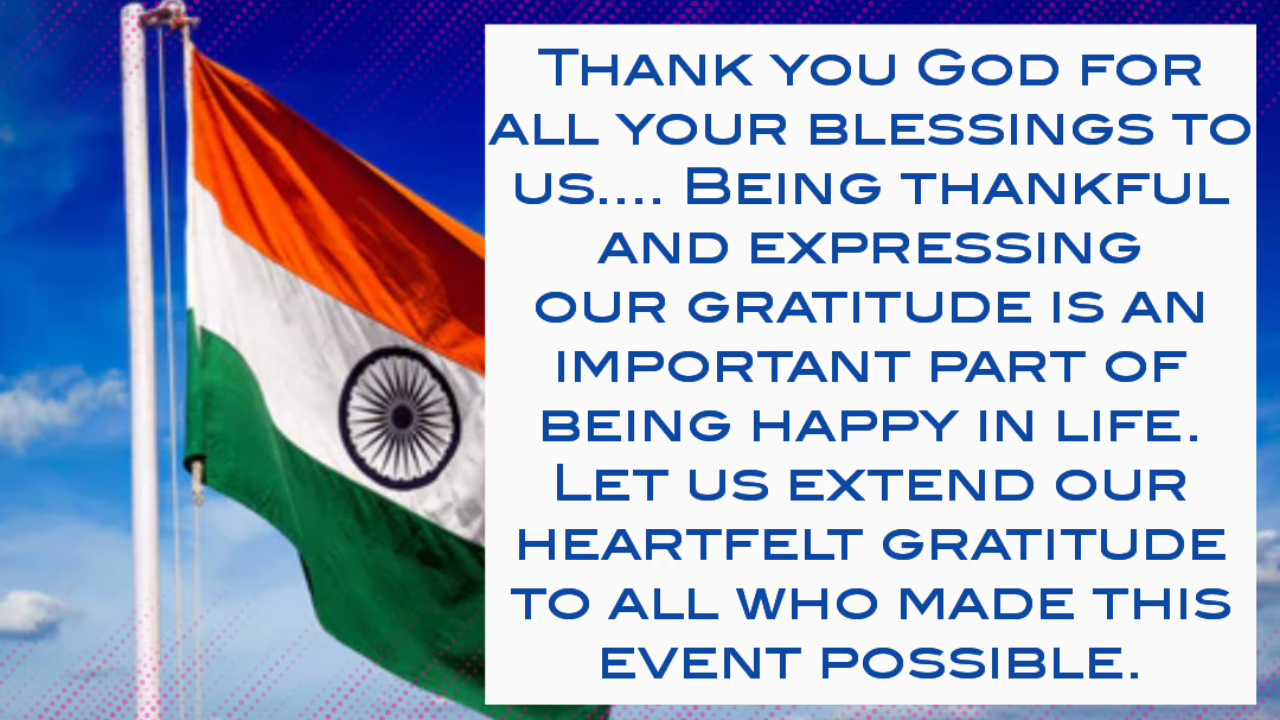 Thank you God for
all your blessings to
us.... Being thankful
and expressing
our gratitude is an
important part of
being happy in life.
Let us extend our
heartfelt gratitude
to all who made this
event possible.